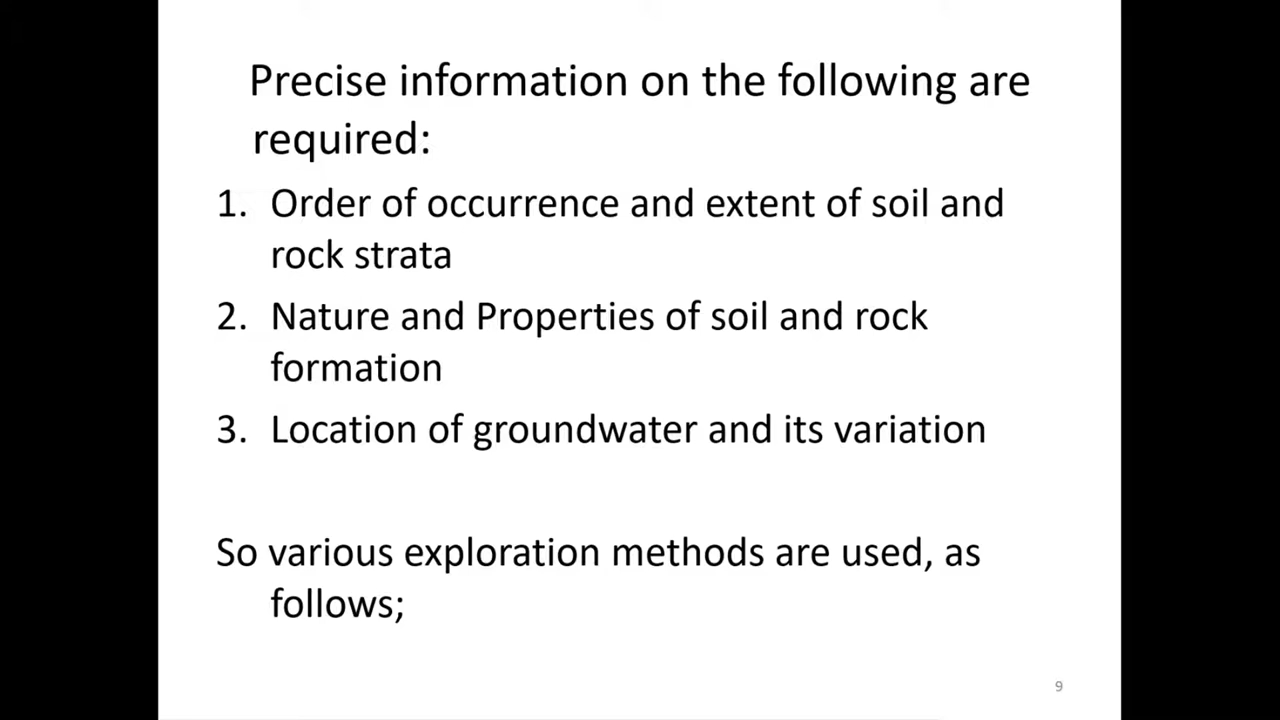 Precise information on the following are
required:
1. Order of occurrence and extent of soil and
rock strata
2. Nature and Properties of soil and rock
formation
3. Location of groundwater and its variation
So various exploration methods are used, as
follows;
9